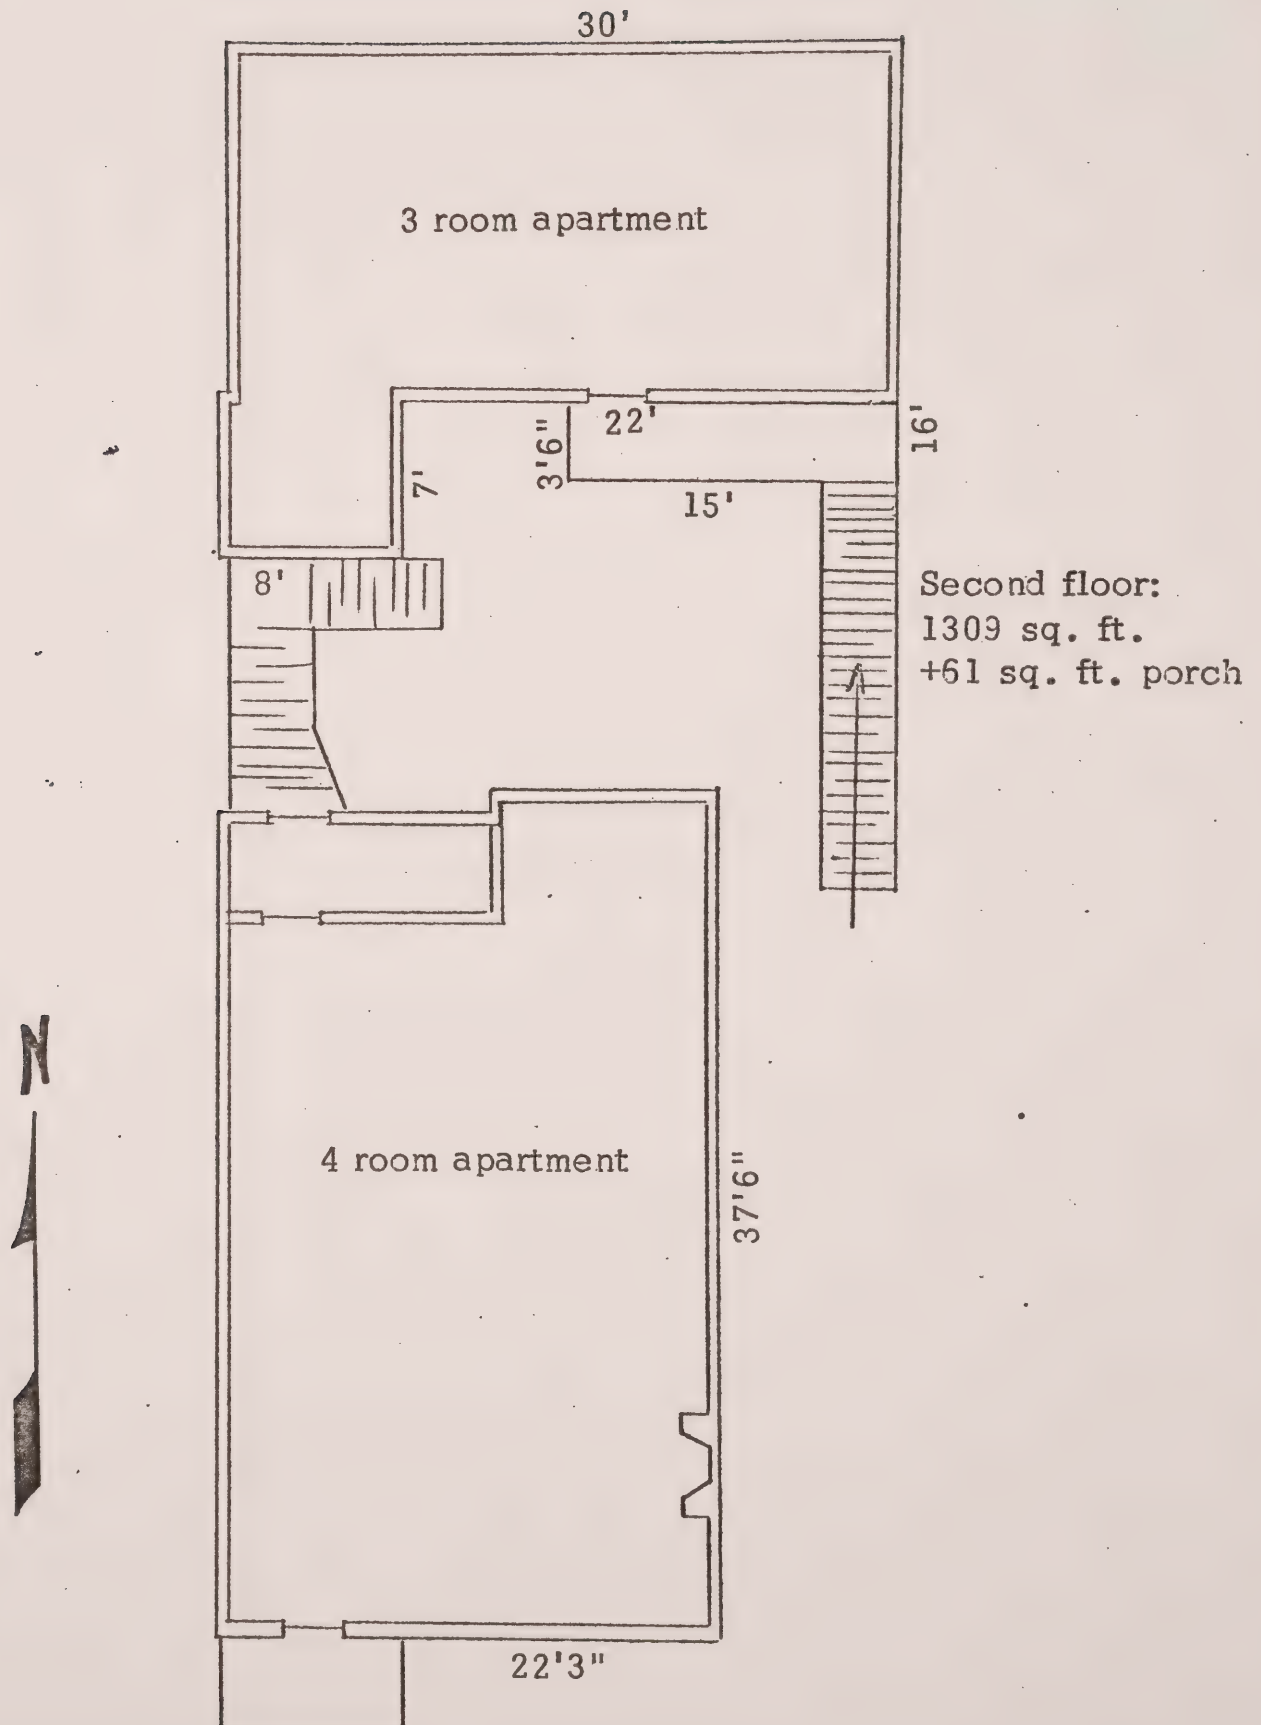 30'
3 room apartment
22'
3'6"
7'
16'
15'
8'
Second floor:
1309 sq. ft.
+61 sq. ft. porch
N
4 room apartment
37'6"
22'3"